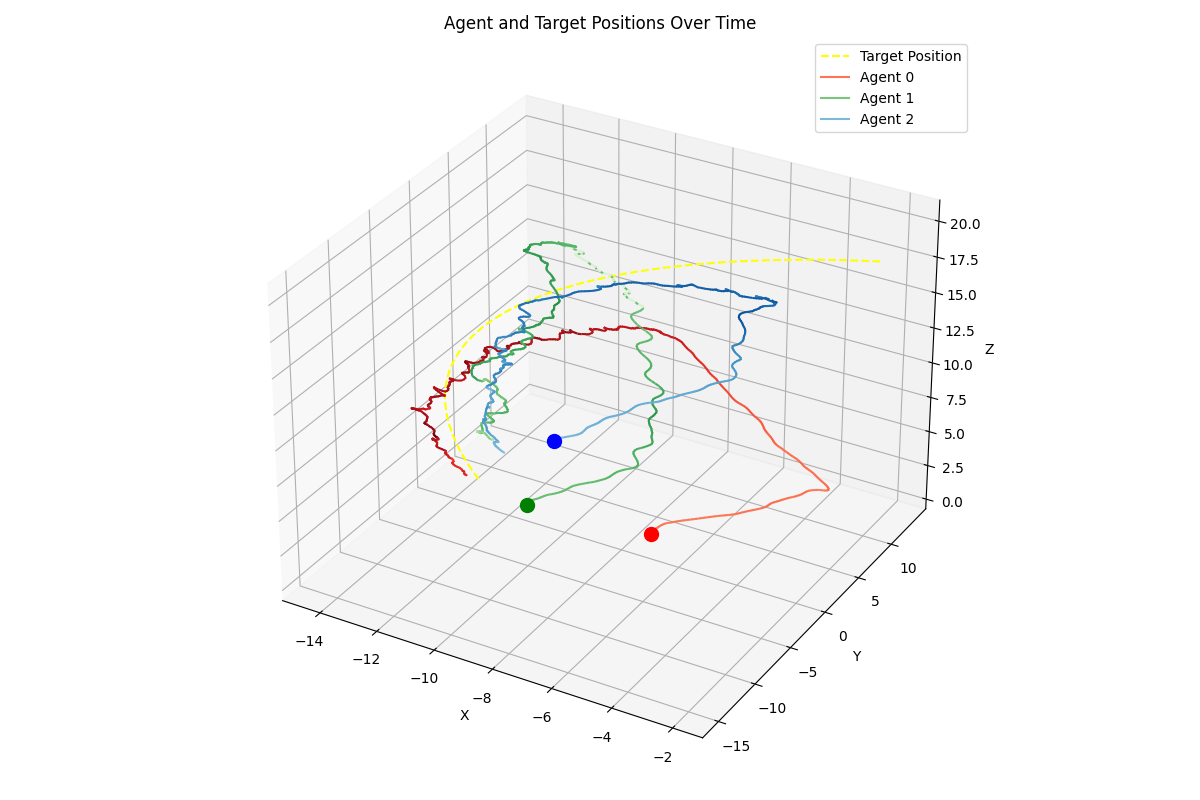 Agent and Target Positions Over Time
Target Position
Agent 0
Agent 1
Agent 2
20.0
17.5
15.0
12.5
10.0
7.5
5.0
2.5
0.0
Z
10
5
0
−5
−10
−15
Y
−14
−12
−10
−8
−6
−4
−2
X